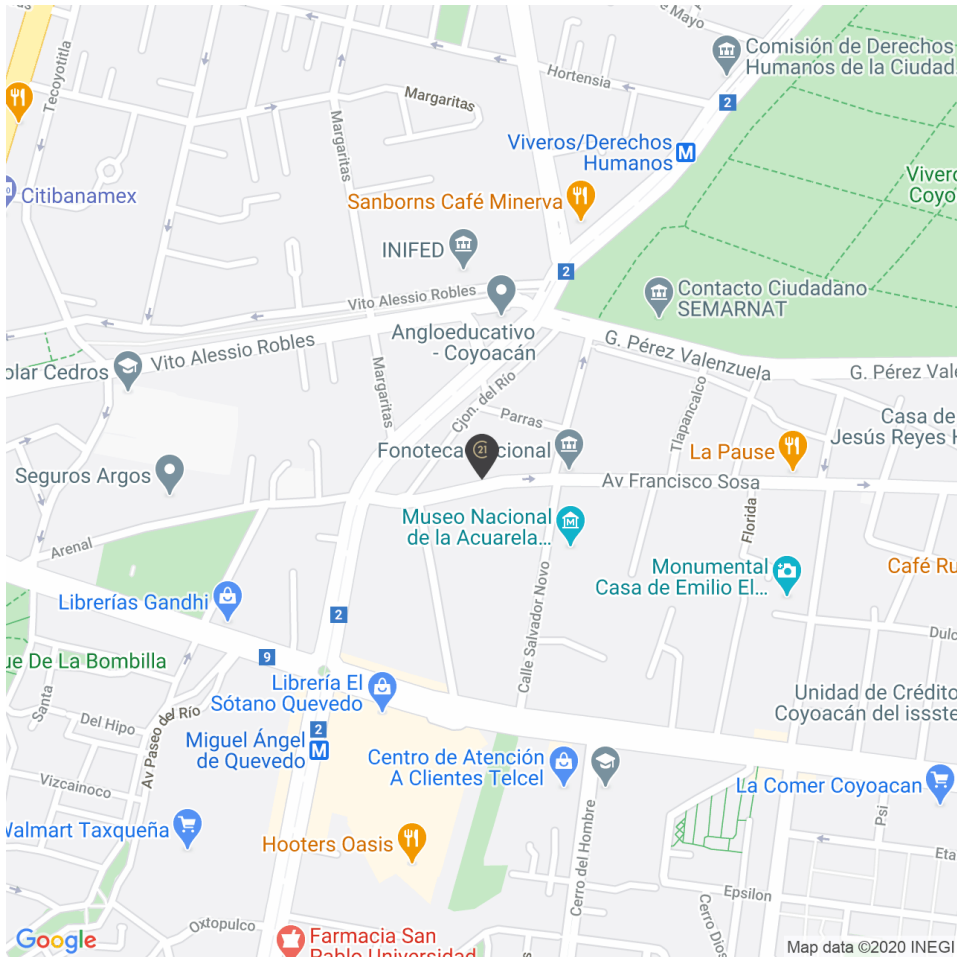 de Mayo
Comisión de Derechos
Humanos de la Ciudad...
Tecoyotitla
Hortensia
Margaritas
2
Margaritas
Viveros/Derechos
Humanos
M
Citibanamex
Sanborns Café Minerva
INIFED
2
Contacto Ciudadano
SEMARNAT
Vito Alessio Robles
Angloeducativo
- Coyoacán
Vito Alessio Robles
G. Pérez Valenzuela
olar Cedros
Margaritas
Cjon. del Río
G. Pérez Vale
Tlapancalco
Parras
Casa de
Jesús Reyes H
Fonoteca
cional
21
La Pause
Seguros Argos
Av Francisco Sosa
Museo Nacional
de la Acuarela...
Florida
Arenal
Monumental
Casa de Emilio El...
Café Ru
Librerías Gandhi
2
Calle Salvador Novo
Dulc
9
ue De La Bombilla
Librería El
Sótano Quevedo
Santa
Del Hipo
Av Paseo del Río
Unidad de Crédito
Coyoacán del issste
2
Miguel Ángel
de Quevedo
M
Centro de Atención
A Clientes Telcel
Vizcainoco
La Comer Coyoacan
Walmart Taxqueña
Psi
Hooters Oasis
Cerro del Hombre
Eta
Epsilon
Cerro Dios
Oxtopulco
Google
Farmacia San
Pablo Universidad
Map data ©2020 INEGI